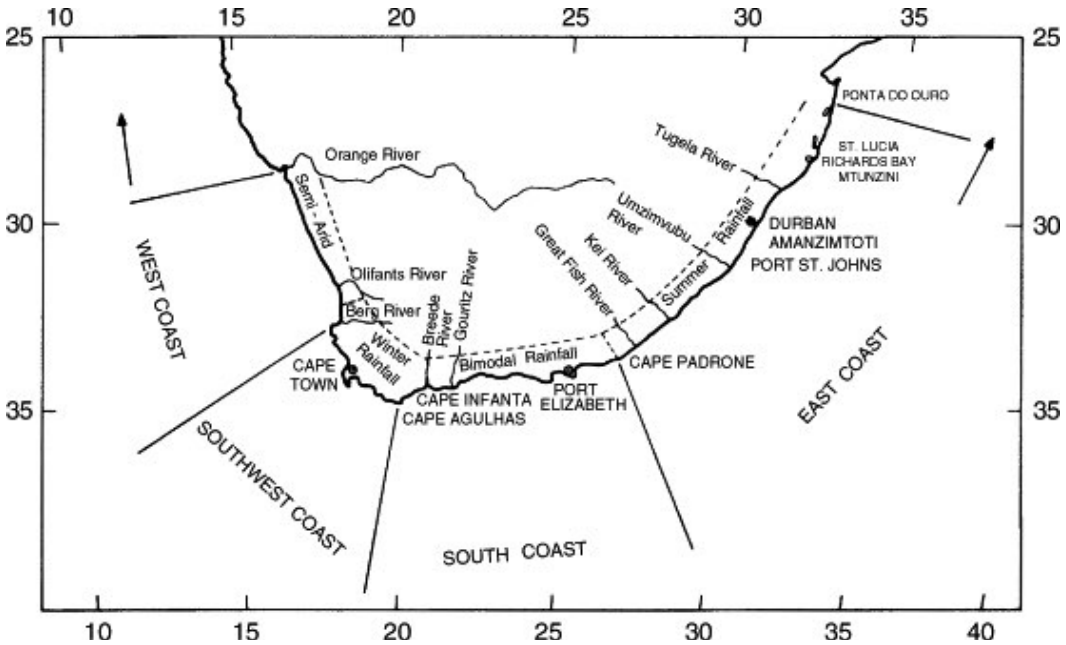 10 15 20 25 30 35
25 25
PONTA DO OURO
Tugela River
Orange River
ST. LUCIA
RICHARDS BAY
MTUNZINI
Semi-Arid
Umzimvubu
River
Rainfall
30 30
DURBAN
AMANZIMTOTI
PORT ST. JOHNS
Kei River
Great Fish River
Summer
WEST COAST
Olifants River
Berg River
Breede
River
Gouritz River
Winter
Rainfall
Bimodal Rainfall
CAPE PADRONE
CAPE
TOWN
PORT
ELIZABETH
CAPE INFANTA
CAPE AGULHAS
EAST COAST
35 35
SOUTHWEST COAST
SOUTH COAST
10 15 20 25 30 35 40